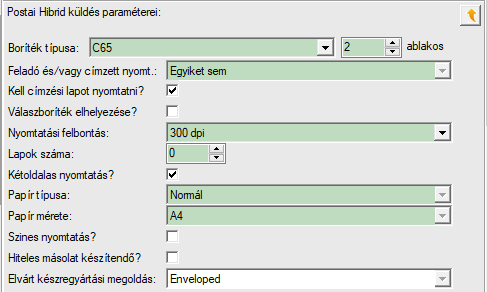 Postai Hibrid küldés paraméterei:
Boríték típusa: C65 2 ablakos
Feladó és/vagy címzett nyomt.: Egyiket sem
Kell címzési lapot nyomtatni?
Válaszboríték elhelyezése?
Nyomtatási felbontás: 300 dpi
Lapok száma: 0
Kétoldalas nyomtatás?
Papír típusa: Normál
Papír mérete: A4
Szines nyomtatás?
Hiteles másolat készítendő?
Elvárt készregyártási megoldás: Enveloped